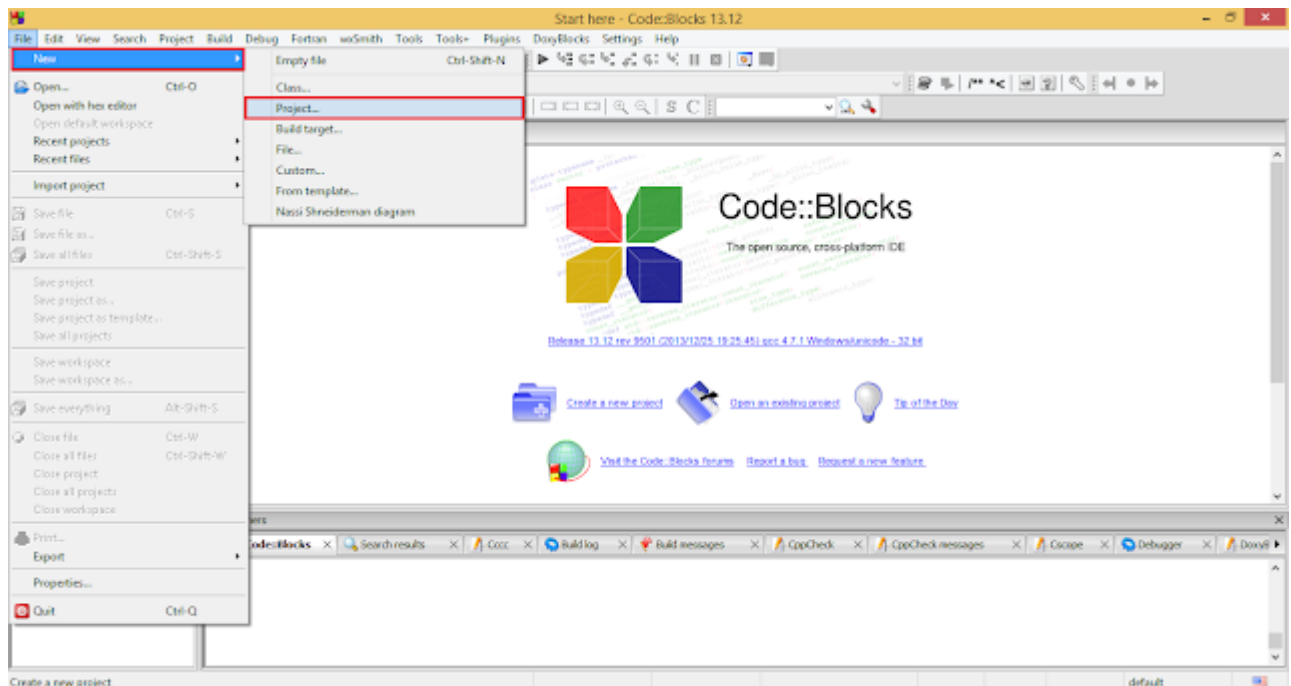 Start here - Code::Blocks 13.12
File Edit View Search Project Build Debug Fortran wxSmith Tools Tools+ Plugins DoxyBlocks Settings Help
New
Open... Ctrl-O
Open with hex editor
Open default workspace
Recent projects
Recent files
Import project
Save file Ctrl-S
Save file as...
Save all files Ctrl-Shift-S
Save project
Save project as...
Save project as template...
Save all projects
Save workspace
Save workspace as...
Save everything Alt-Shift-S
Close file Ctrl-W
Close all files Ctrl-Shift-W
Close project
Close all projects
Close workspace
Print...
Export
Properties...
Quit Ctrl-Q
Empty file Ctrl-Shift-N
Class...
Project...
Build target...
File...
Custom...
From template...
Nassi Shneiderman diagram
S C
Code::Blocks
The open source, cross-platform IDE
Release 13.12 rev 9501 (2013/12/25 19:25:45) gcc 4.7.1 Windows/unicode - 32 bit
Create a new project Open an existing project Tip of the Day
Visit the Code::Blocks forums Report a bug Request a new feature
ers
ode::Blocks Search results Cccc Build log Build messages CppCheck CppCheck messages Cscope Debugger DoxyB
Create a new project default